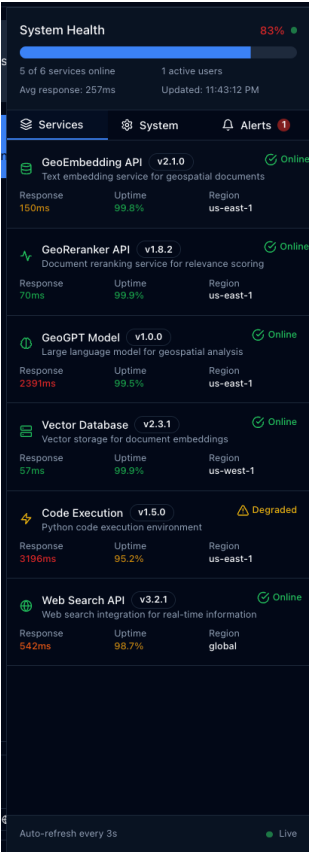 System Health
83%
5 of 6 services online
1 active users
Avg response: 257ms
Updated: 11:43:12 PM
Services
System
Alerts
1
GeoEmbedding API
v2.1.0
Online
Text embedding service for geospatial documents
Response
Uptime
Region
150ms
99.8%
us-east-1
GeoReranker API
v1.8.2
Online
Document reranking service for relevance scoring
Response
Uptime
Region
70ms
99.9%
us-east-1
GeoGPT Model
v1.0.0
Online
Large language model for geospatial analysis
Response
Uptime
Region
2391ms
99.5%
us-east-1
Vector Database
v2.3.1
Online
Vector storage for document embeddings
Response
Uptime
Region
57ms
99.9%
us-west-1
Code Execution
v1.5.0
Degraded
Python code execution environment
Response
Uptime
Region
3196ms
95.2%
us-east-1
Web Search API
v3.2.1
Online
Web search integration for real-time information
Response
Uptime
Region
542ms
98.7%
global
Auto-refresh every 3s
Live